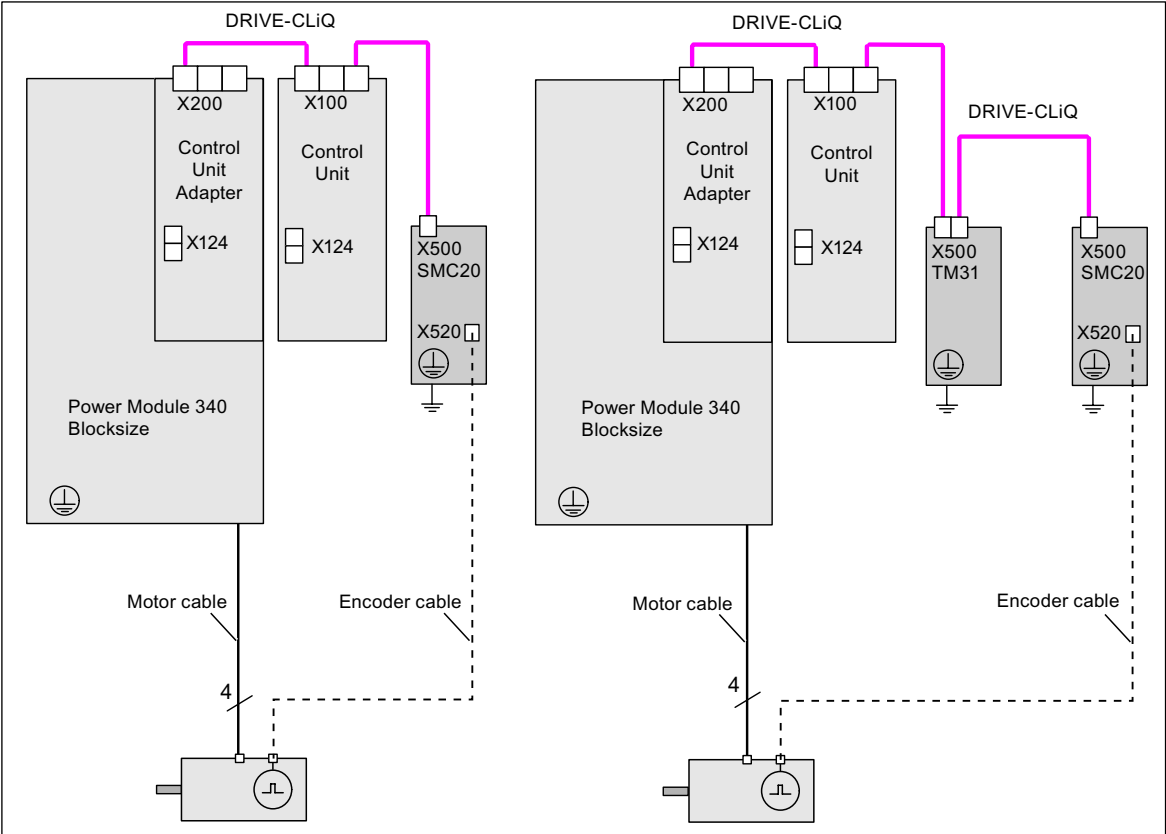 DRIVE-CLiQ
X200
X100
Control
Unit
Adapter
Control
Unit
X124
X124
X500
SMC20
X520
Power Module 340
Blocksize
Motor cable
Encoder cable
4
DRIVE-CLiQ
X200
X100
DRIVE-CLiQ
Control
Unit
Adapter
Control
Unit
X124
X124
X500
TM31
X500
SMC20
X520
Power Module 340
Blocksize
Motor cable
Encoder cable
4